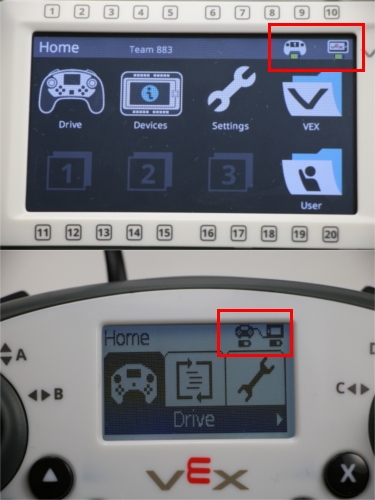 1 2 3 4 5 6 7 8 9 10
Home Team 883
Drive Devices Settings VEX
1 2 3
User
11 12 13 14 15 16 17 18 19 20
Home
A
B
C
Drive
VEX
X